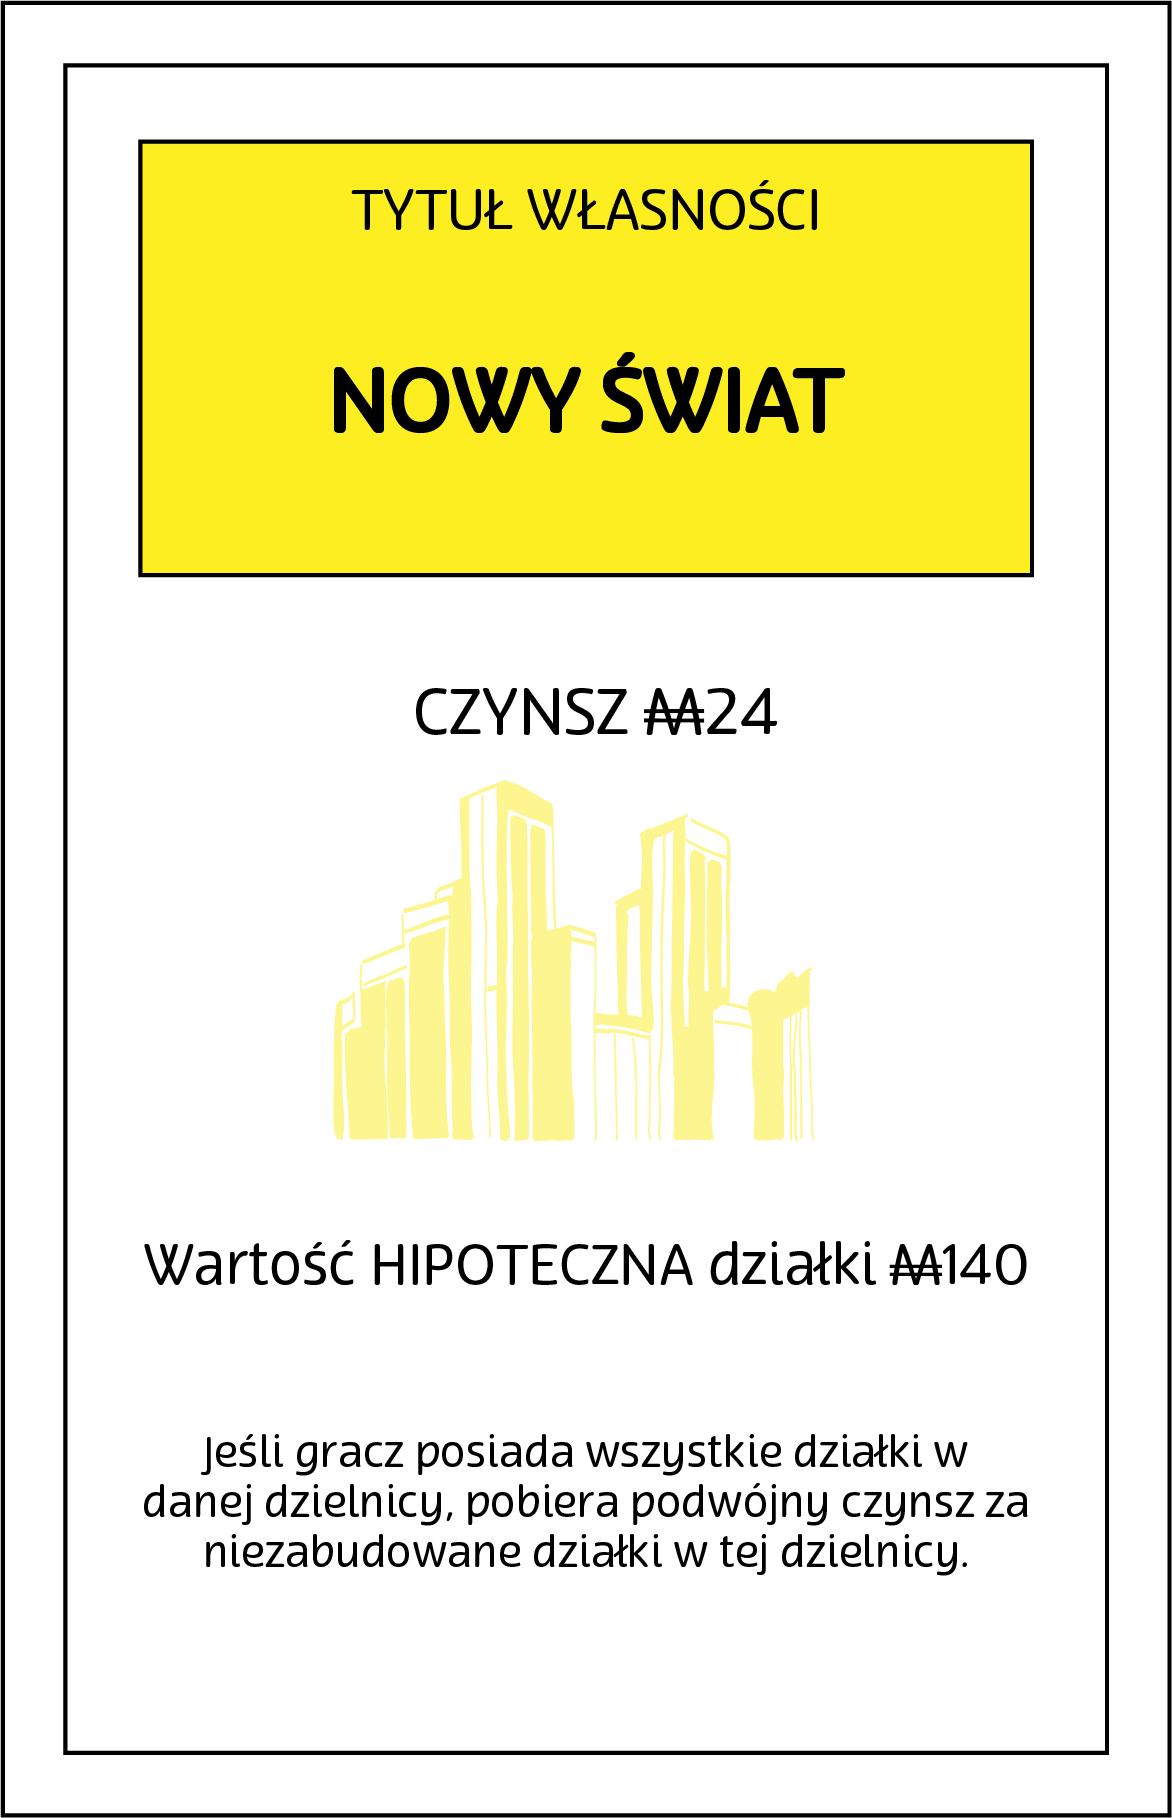 TYTUŁ WŁASNOŚCI
NOWY ŚWIAT
CZYNSZ ₩24
Wartość HIPOTECZNA działki ₩140
Jeśli gracz posiada wszystkie działki w
danej dzielnicy, pobiera podwójny czynsz za
niezabudowane działki w tej dzielnicy.